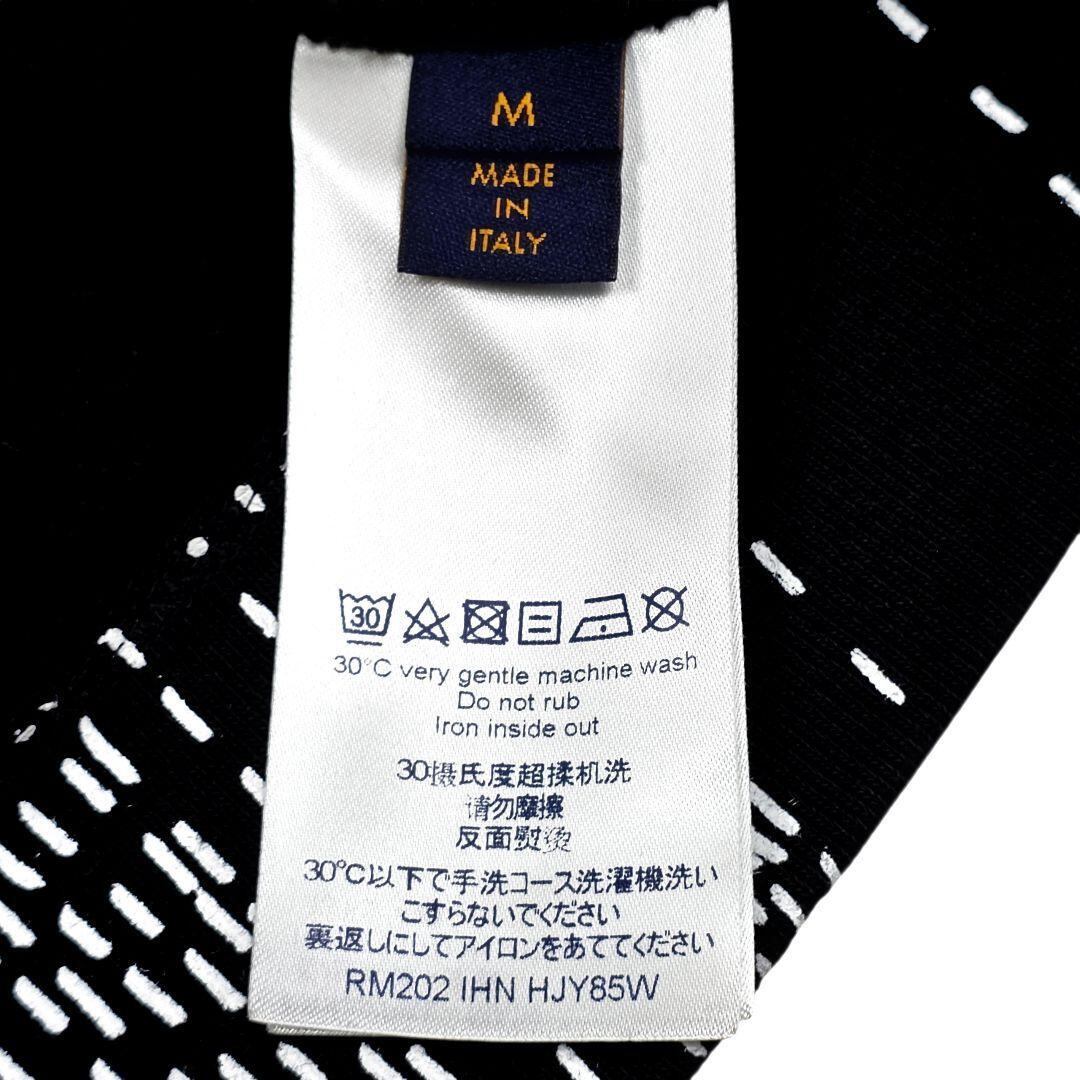 M
MADE
IN
ITALY
30
30°C very gentle machine wash
Do not rub
Iron inside out
30摄氏度超揉机洗
请勿摩擦
反面熨烫
30℃以下で手洗コース洗濯機洗い
こすらないでください
裏返しにしてアイロンをあててください
RM202 IHN HJY85W